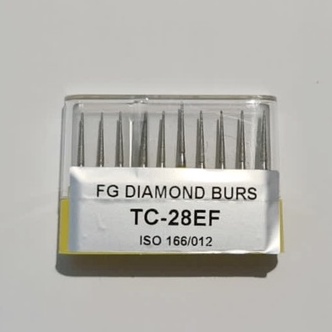 FG DIAMOND BURS
TC-28EF
ISO 166/012